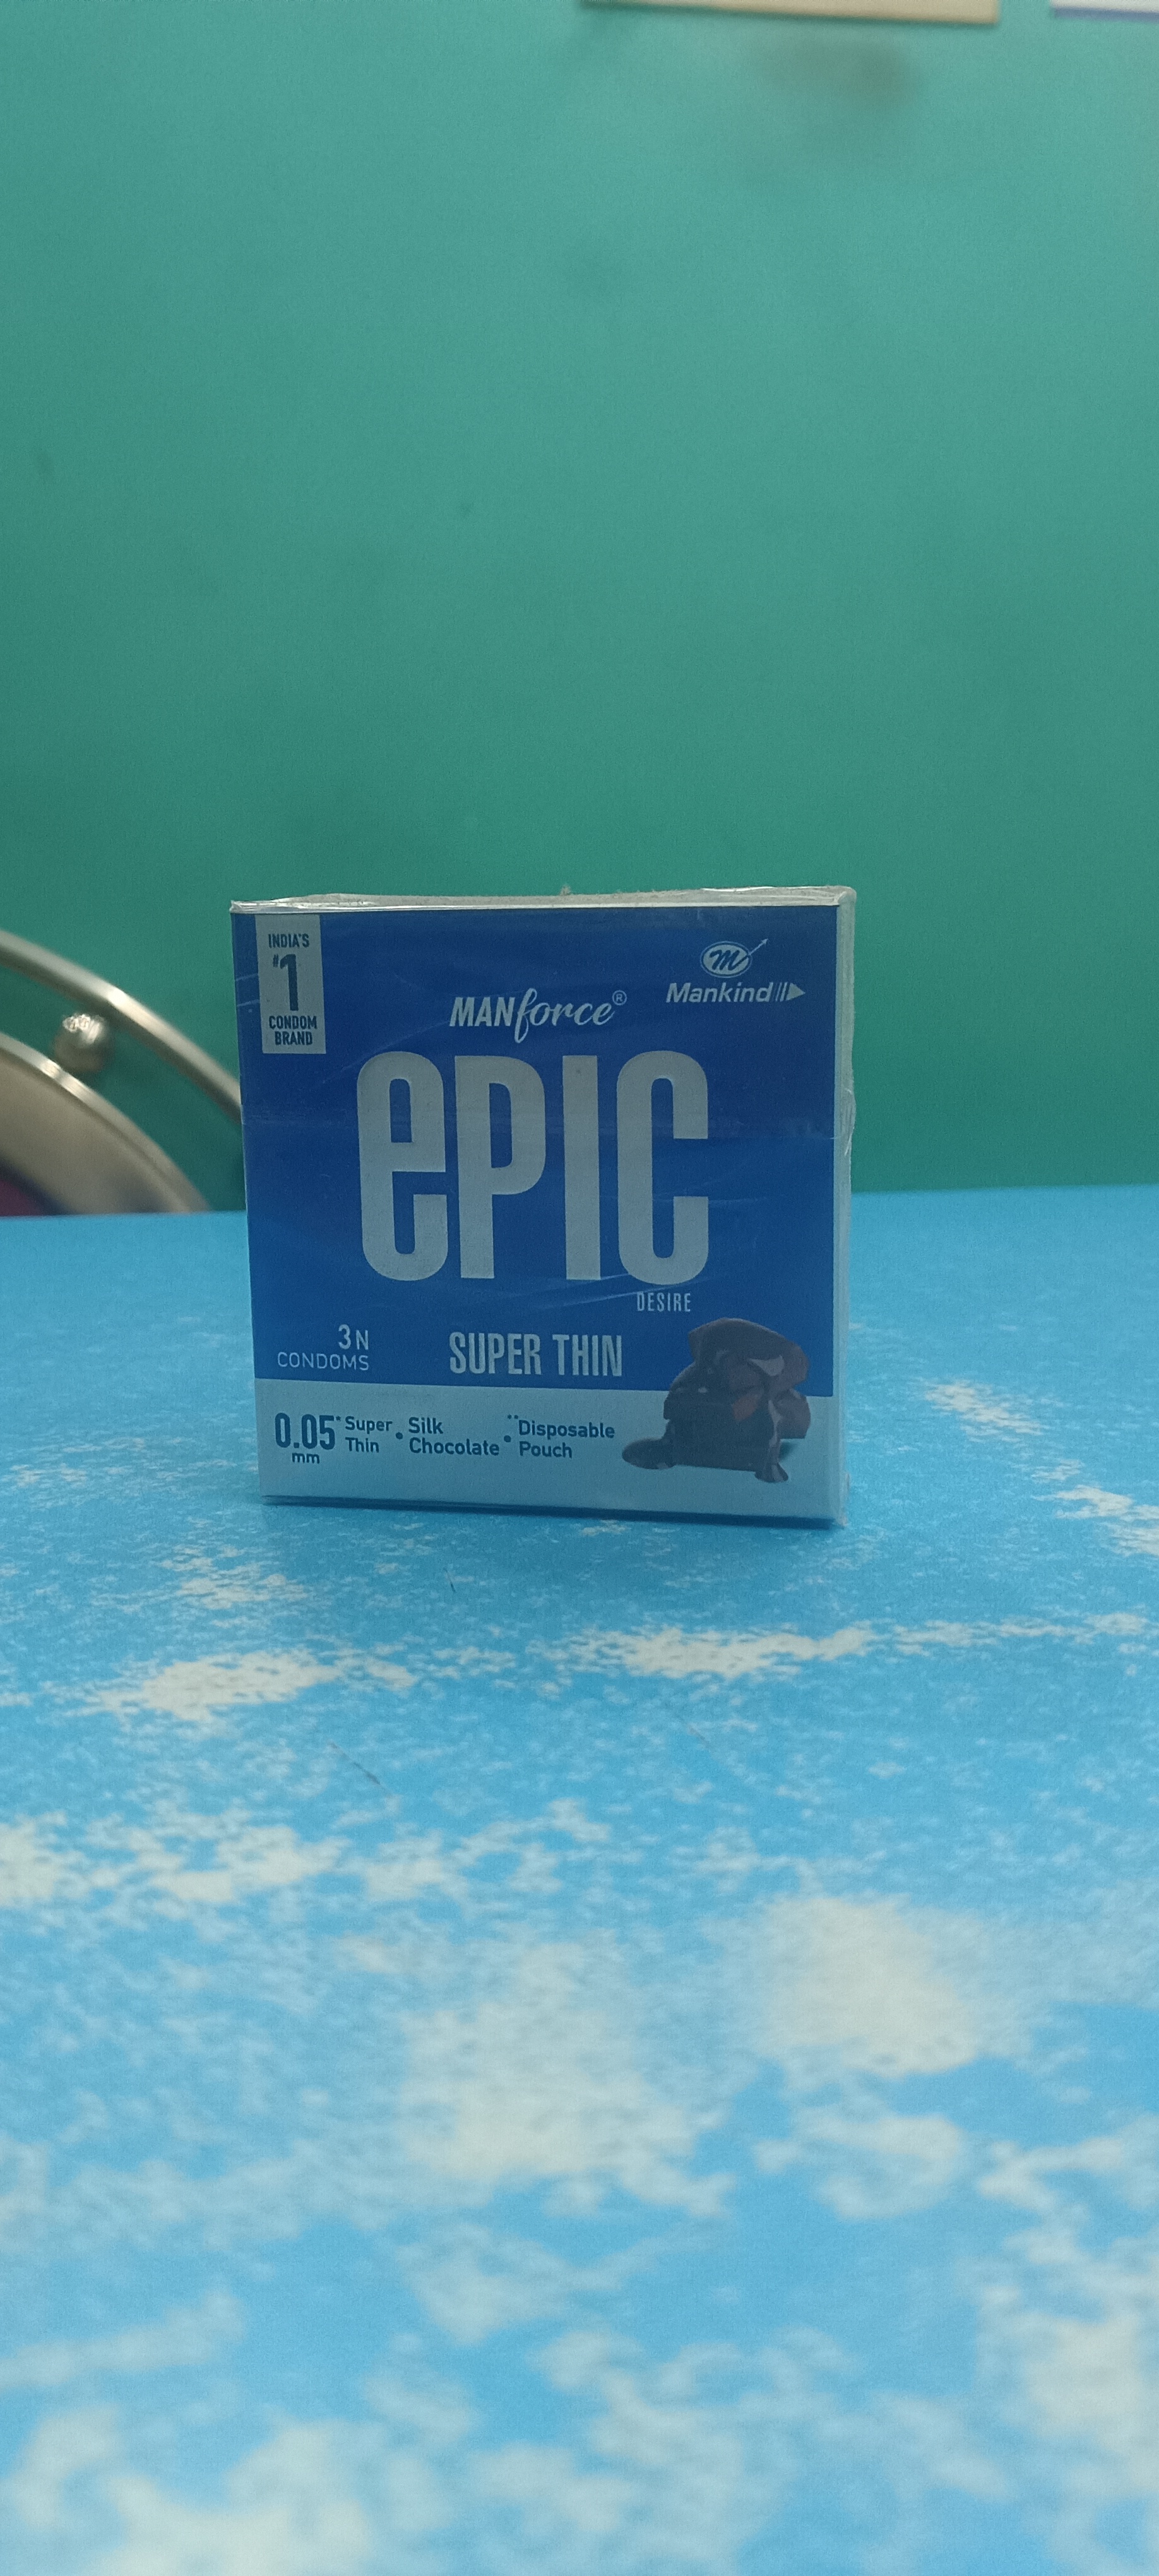 INDIA'S
#1
CONDOM
BRAND
m
Mankind
MANforce®
ePIC
DESIRE
3N
CONDOMS
SUPER THIN
0.05*
mm
Super
Thin
• Silk
Chocolate
• **Disposable
Pouch